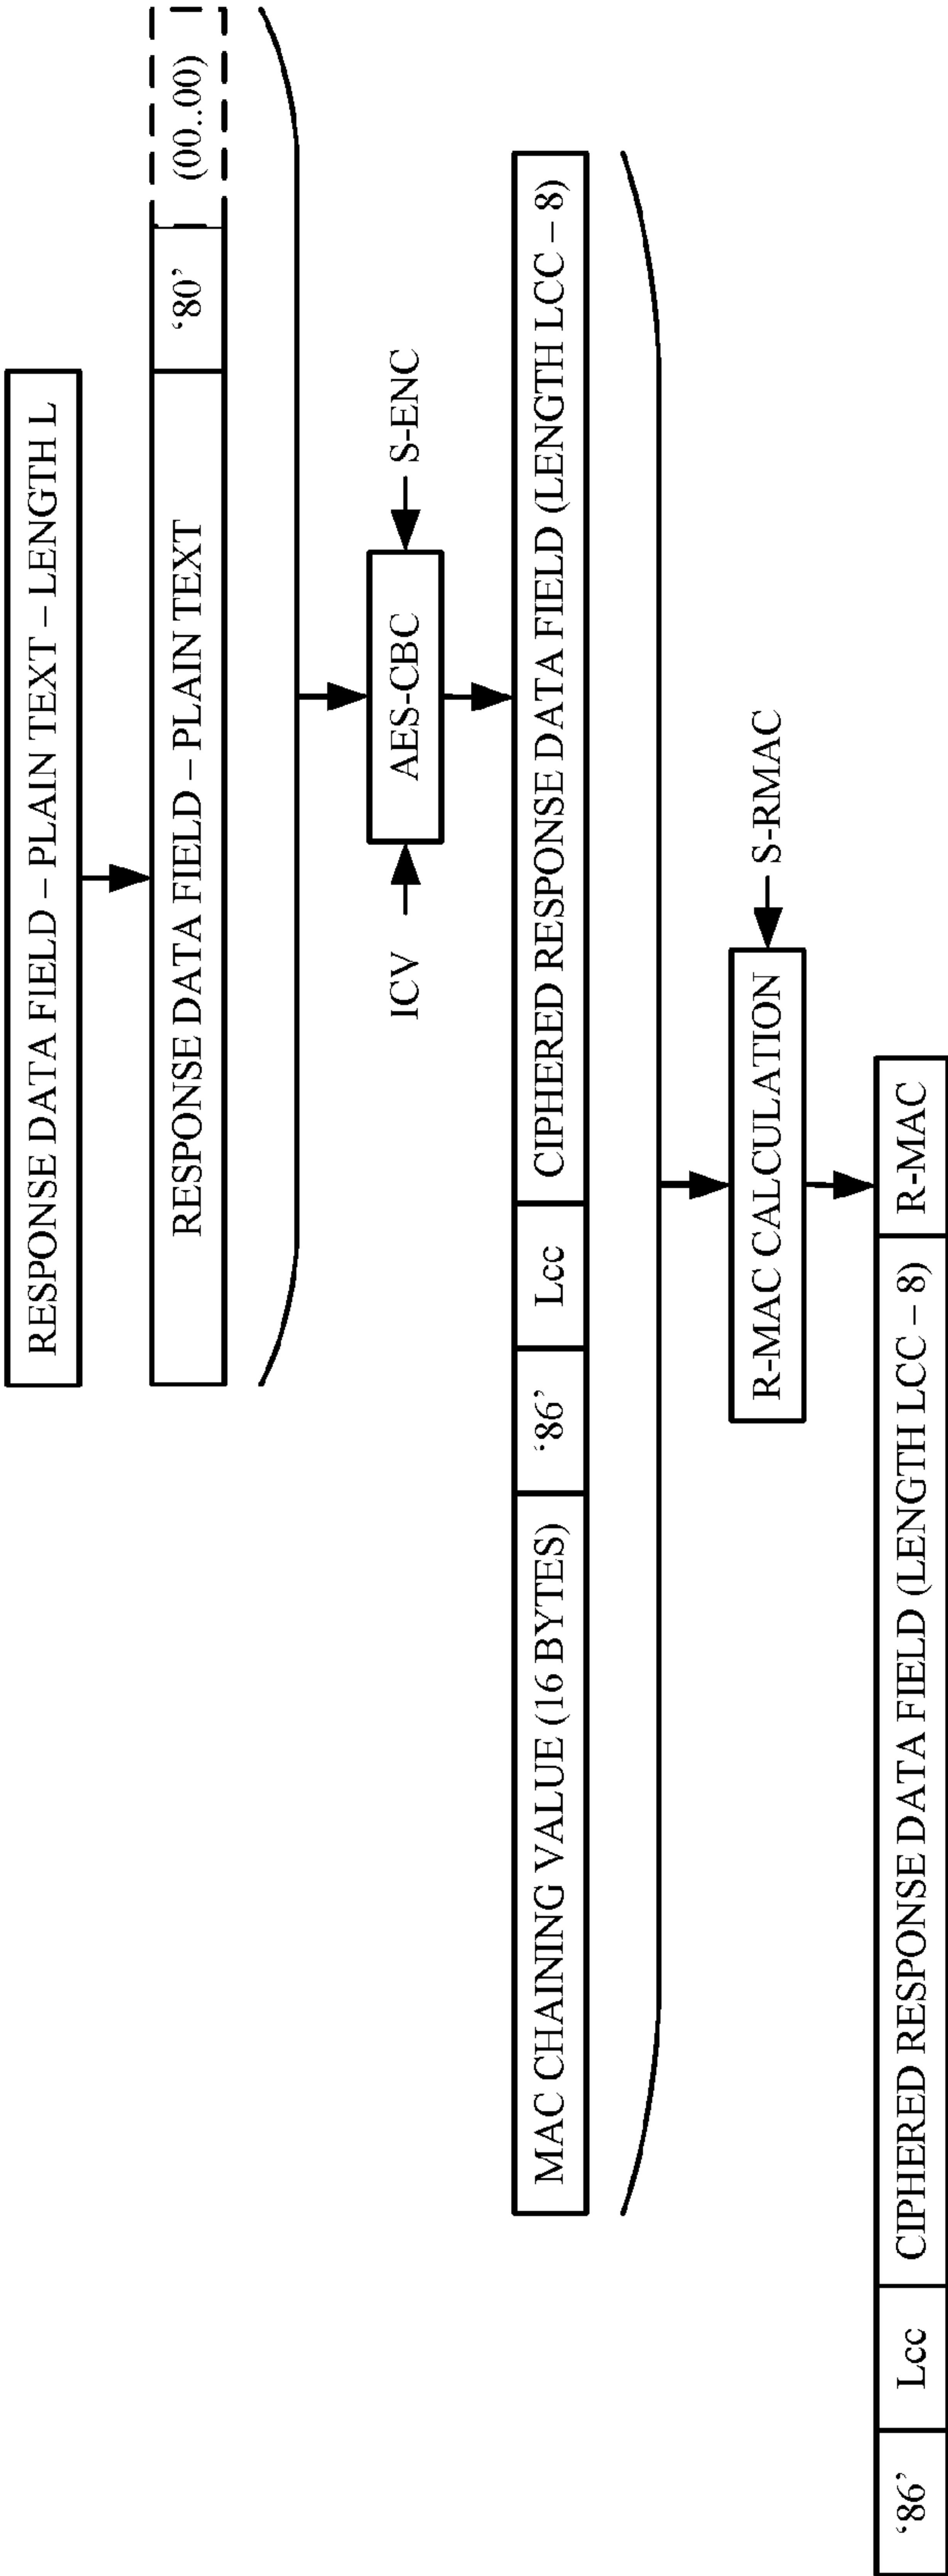 RESPONSE DATA FIELD – PLAIN TEXT – LENGTH L
RESPONSE DATA FIELD – PLAIN TEXT
‘80’
(00..00)
ICV
AES-CBC
S-ENC
MAC CHAINING VALUE (16 BYTES)
‘86’
Lcc
CIPHERED RESPONSE DATA FIELD (LENGTH LCC – 8)
R-MAC CALCULATION
S-RMAC
‘86’
Lcc
CIPHERED RESPONSE DATA FIELD (LENGTH LCC – 8)
R-MAC